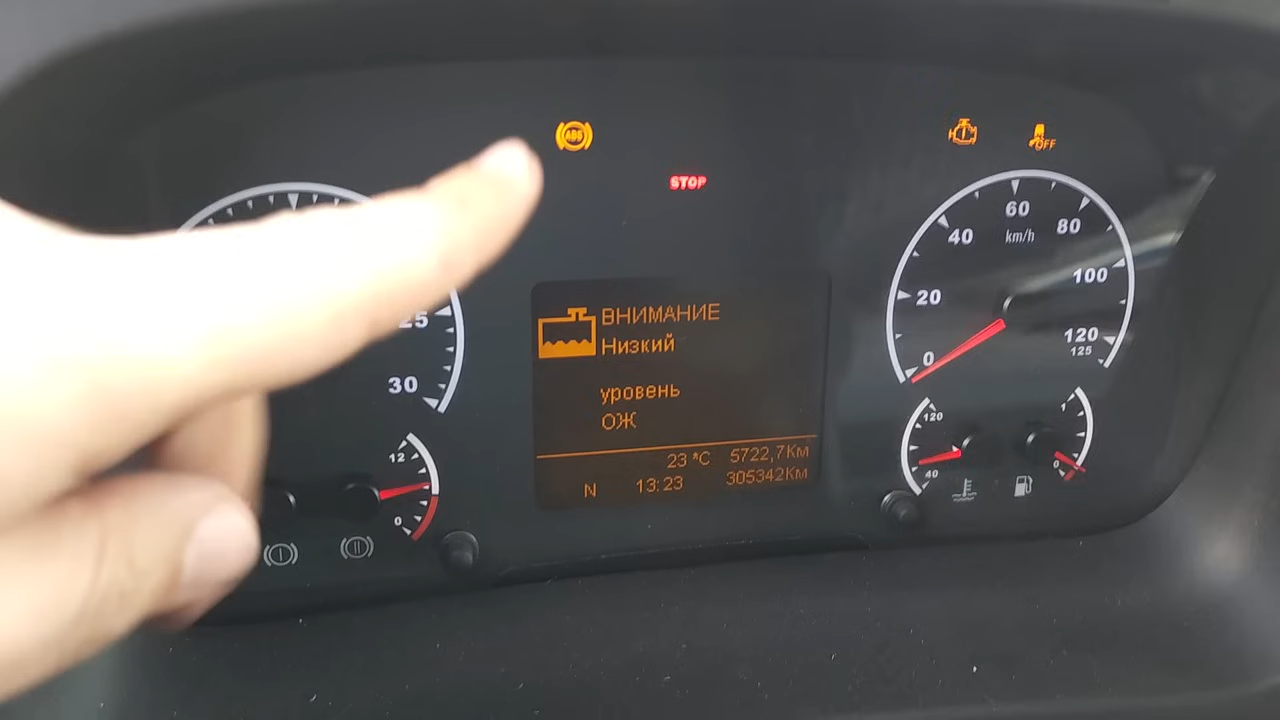 ABS
STOP
OFF
25
30
12
0
I
II
ВНИМАНИЕ
Низкий
уровень
ОЖ
23 °C 5722,7Км
N 13:23 305342Км
0
20
40
60
80
100
120
125
km/h
120
40
1
0